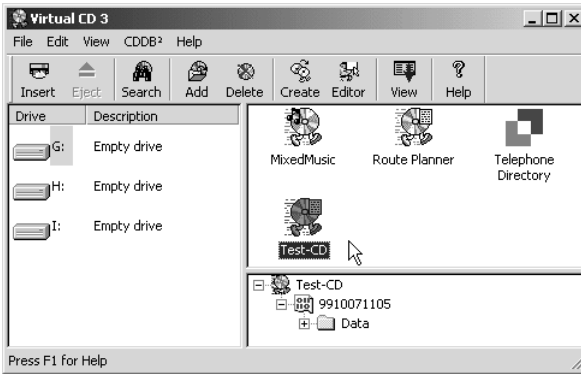 Virtual CD 3
File Edit View CDDB² Help
Insert Eject Search Add Delete Create Editor View Help
Drive Description
G: Empty drive
H: Empty drive
I: Empty drive
MixedMusic Route Planner Telephone Directory
Test-CD
Test-CD
9910071105
Data
Press F1 for Help